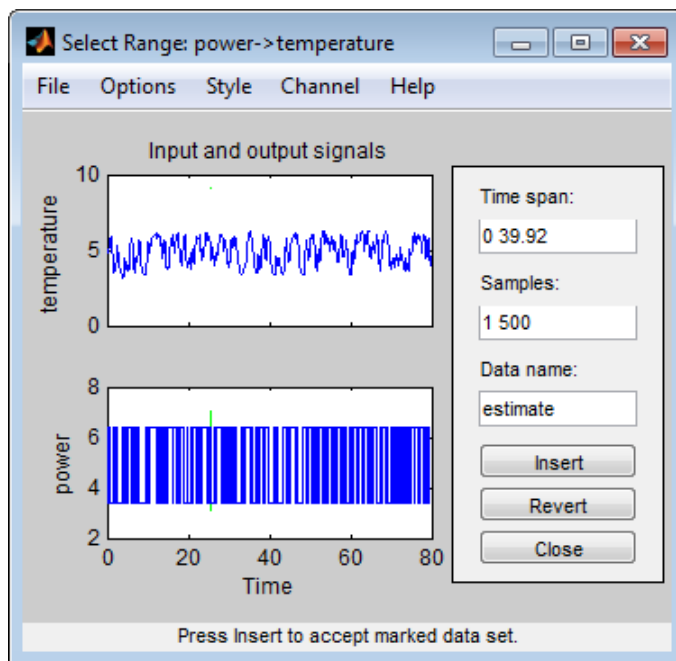 Select Range: power->temperature
File Options Style Channel Help
Input and output signals
10
5
0
temperature
8
6
4
2
power
0 20 40 60 80
Time
Time span:
0 39.92
Samples:
1 500
Data name:
estimate
Insert
Revert
Close
Press Insert to accept marked data set.